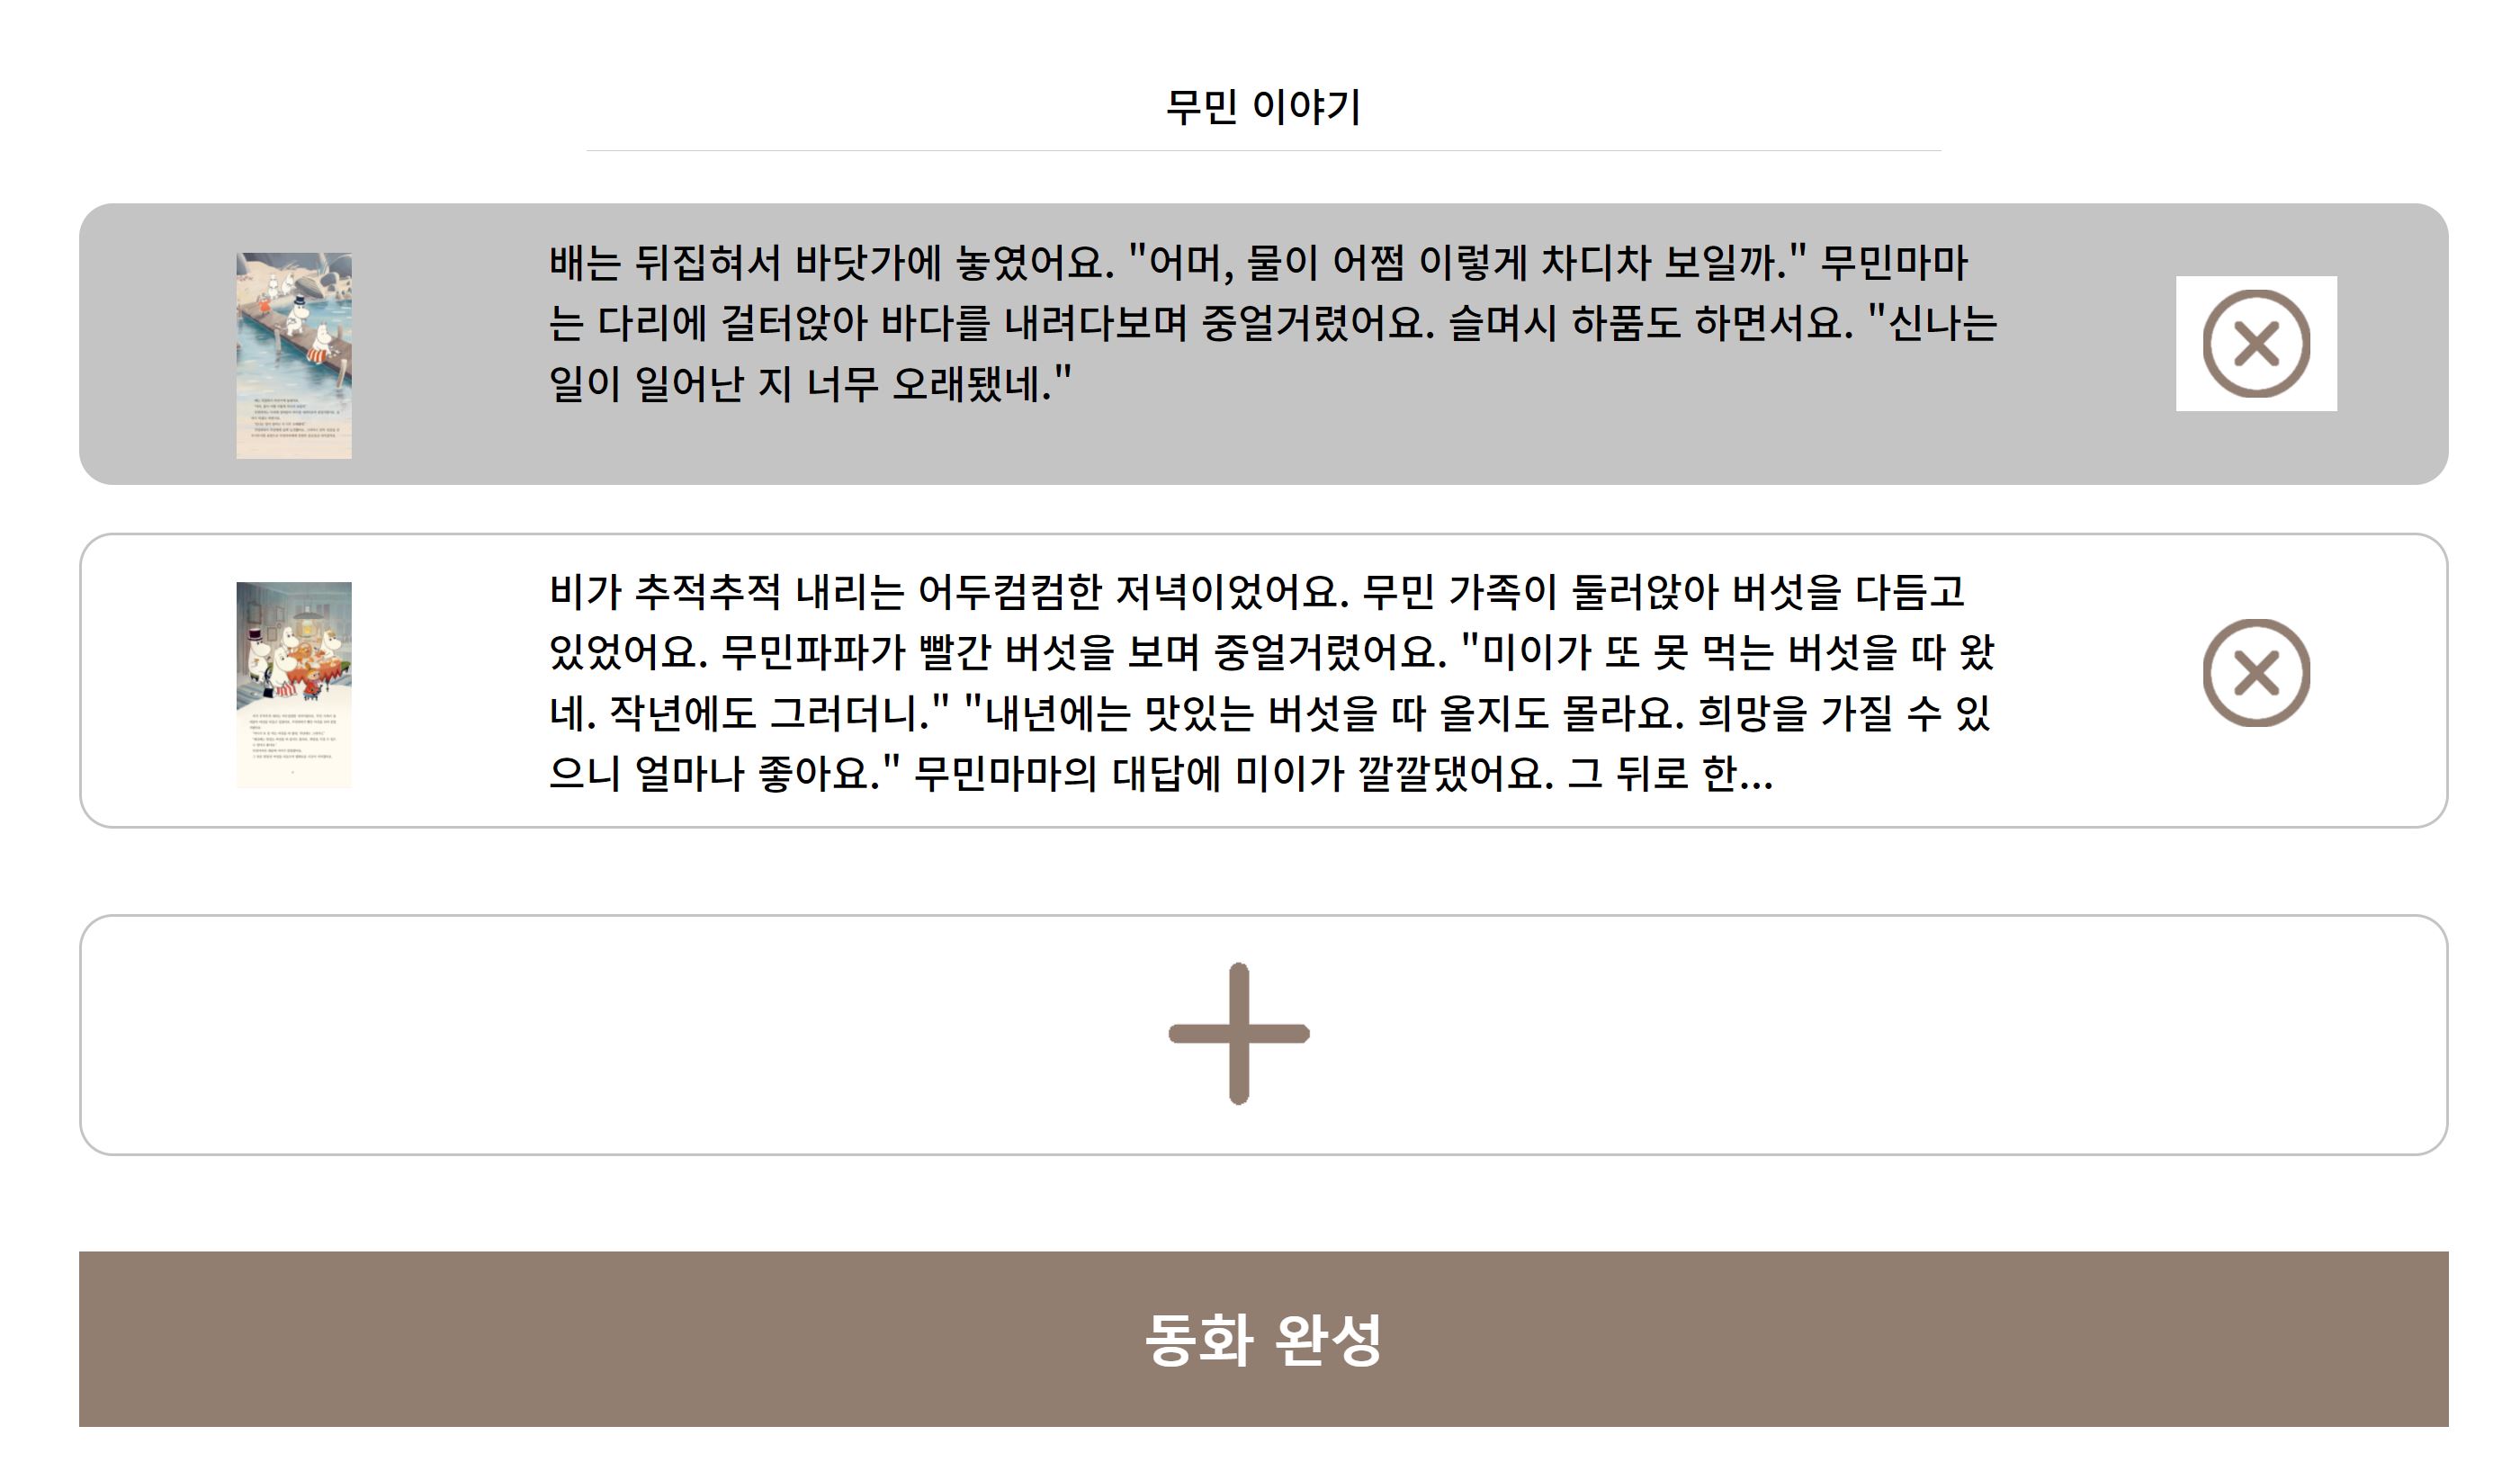 무민 이야기
배는 뒤집혀서 바닷가에 놓였어요. "어머, 물이 어쩜 이렇게 차디차 보일까." 무민마마
는 다리에 걸터앉아 바다를 내려다보며 중얼거렸어요. 슬며시 하품도 하면서요. "신나는
일이 일어난 지 너무 오래됐네."
비가 추적추적 내리는 어두컴컴한 저녁이었어요. 무민 가족이 둘러앉아 버섯을 다듬고
있었어요. 무민파파가 빨간 버섯을 보며 중얼거렸어요. "미이가 또 못 먹는 버섯을 따 왔
네. 작년에도 그러더니." "내년에는 맛있는 버섯을 따 올지도 몰라요. 희망을 가질 수 있
으니 얼마나 좋아요." 무민마마의 대답에 미이가 깔깔댔어요. 그 뒤로 한...
동화 완성